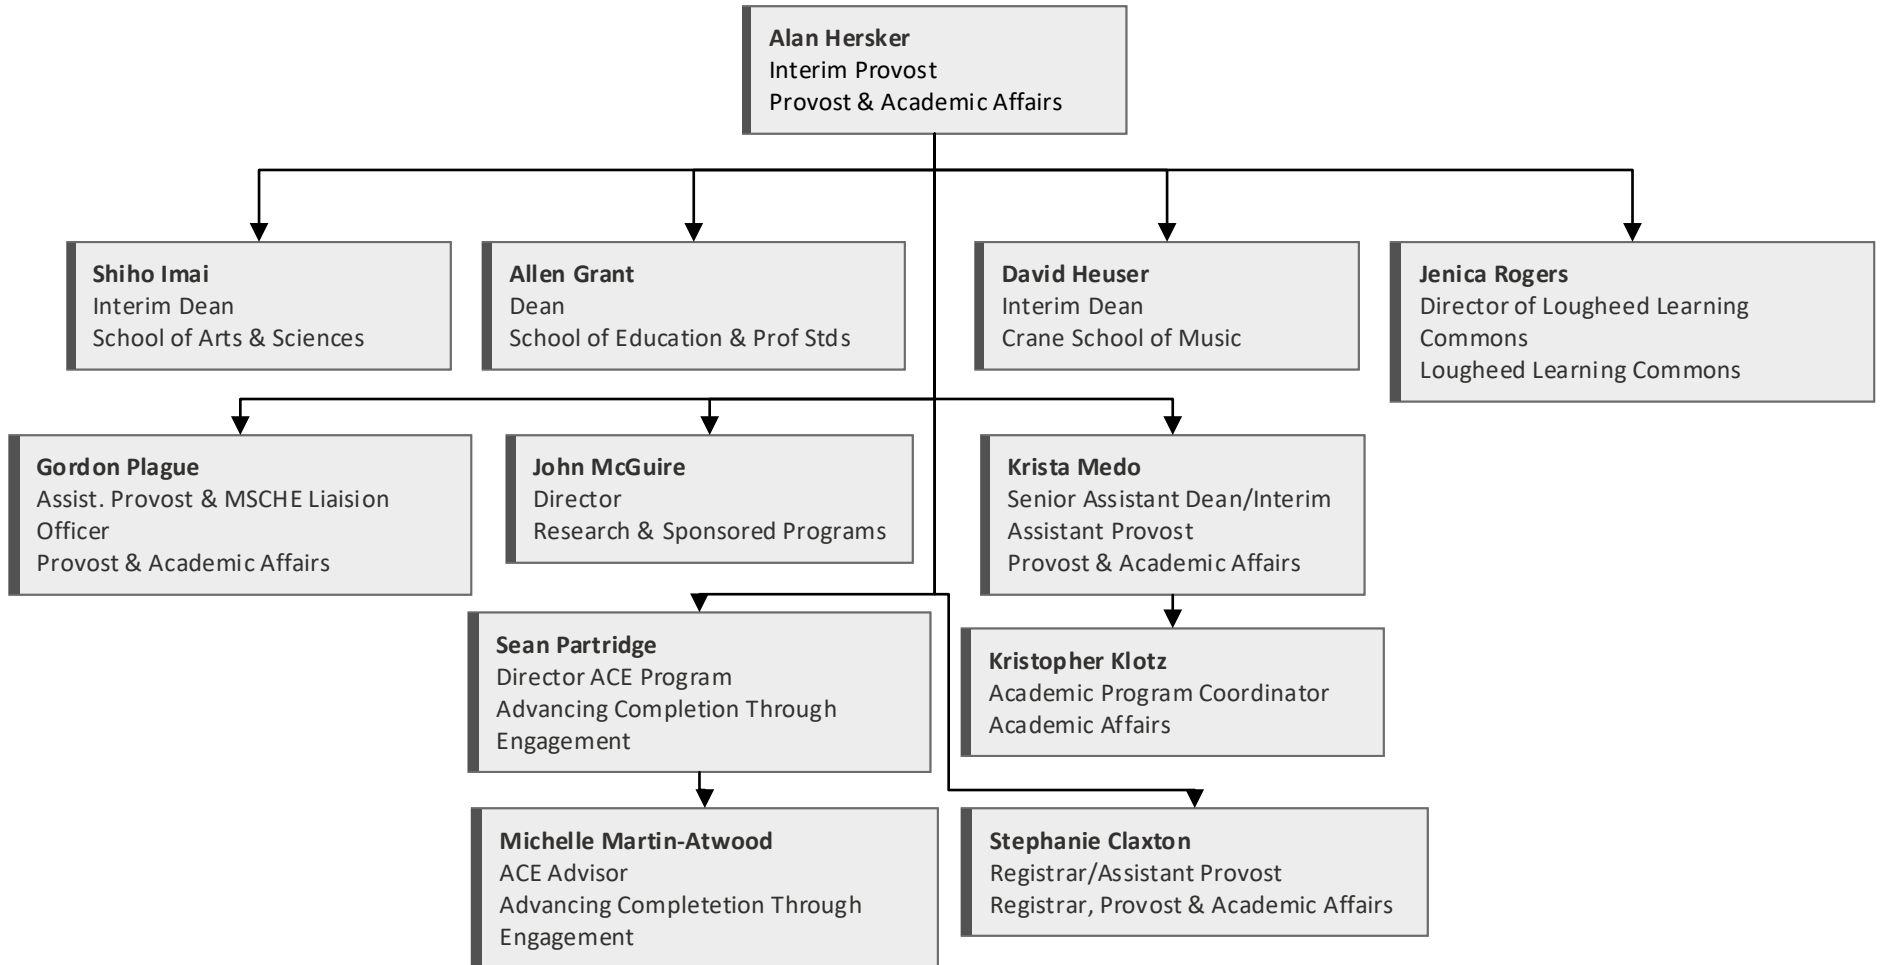 Alan Hersker
Interim Provost
Provost & Academic Affairs
Shiho Imai
Interim Dean
School of Arts & Sciences
Allen Grant
Dean
School of Education & Prof Stds
David Heuser
Interim Dean
Crane School of Music
Jenica Rogers
Director of Lougheed Learning
Commons
Lougheed Learning Commons
Gordon Plague
Assist. Provost & MSCHE Liaision
Officer
Provost & Academic Affairs
John McGuire
Director
Research & Sponsored Programs
Krista Medo
Senior Assistant Dean/Interim
Assistant Provost
Provost & Academic Affairs
Sean Partridge
Director ACE Program
Advancing Completion Through
Engagement
Kristopher Klotz
Academic Program Coordinator
Academic Affairs
Michelle Martin-Atwood
ACE Advisor
Advancing Completetion Through
Engagement
Stephanie Claxton
Registrar/Assistant Provost
Registrar, Provost & Academic Affairs